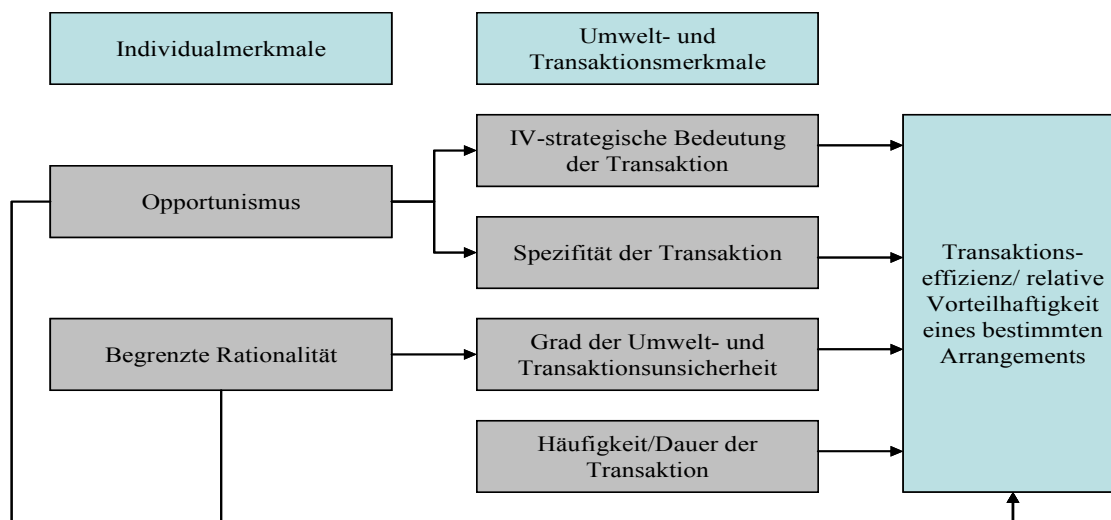 Individualmerkmale
Umwelt- und
Transaktionsmerkmale
IV-strategische Bedeutung
der Transaktion
Opportunismus
Spezifität der Transaktion
Transaktions-
effizienz/ relative
Vorteilhaftigkeit
eines bestimmten
Arrangements
Begrenzte Rationalität
Grad der Umwelt- und
Transaktionsunsicherheit
Häufigkeit/Dauer der
Transaktion